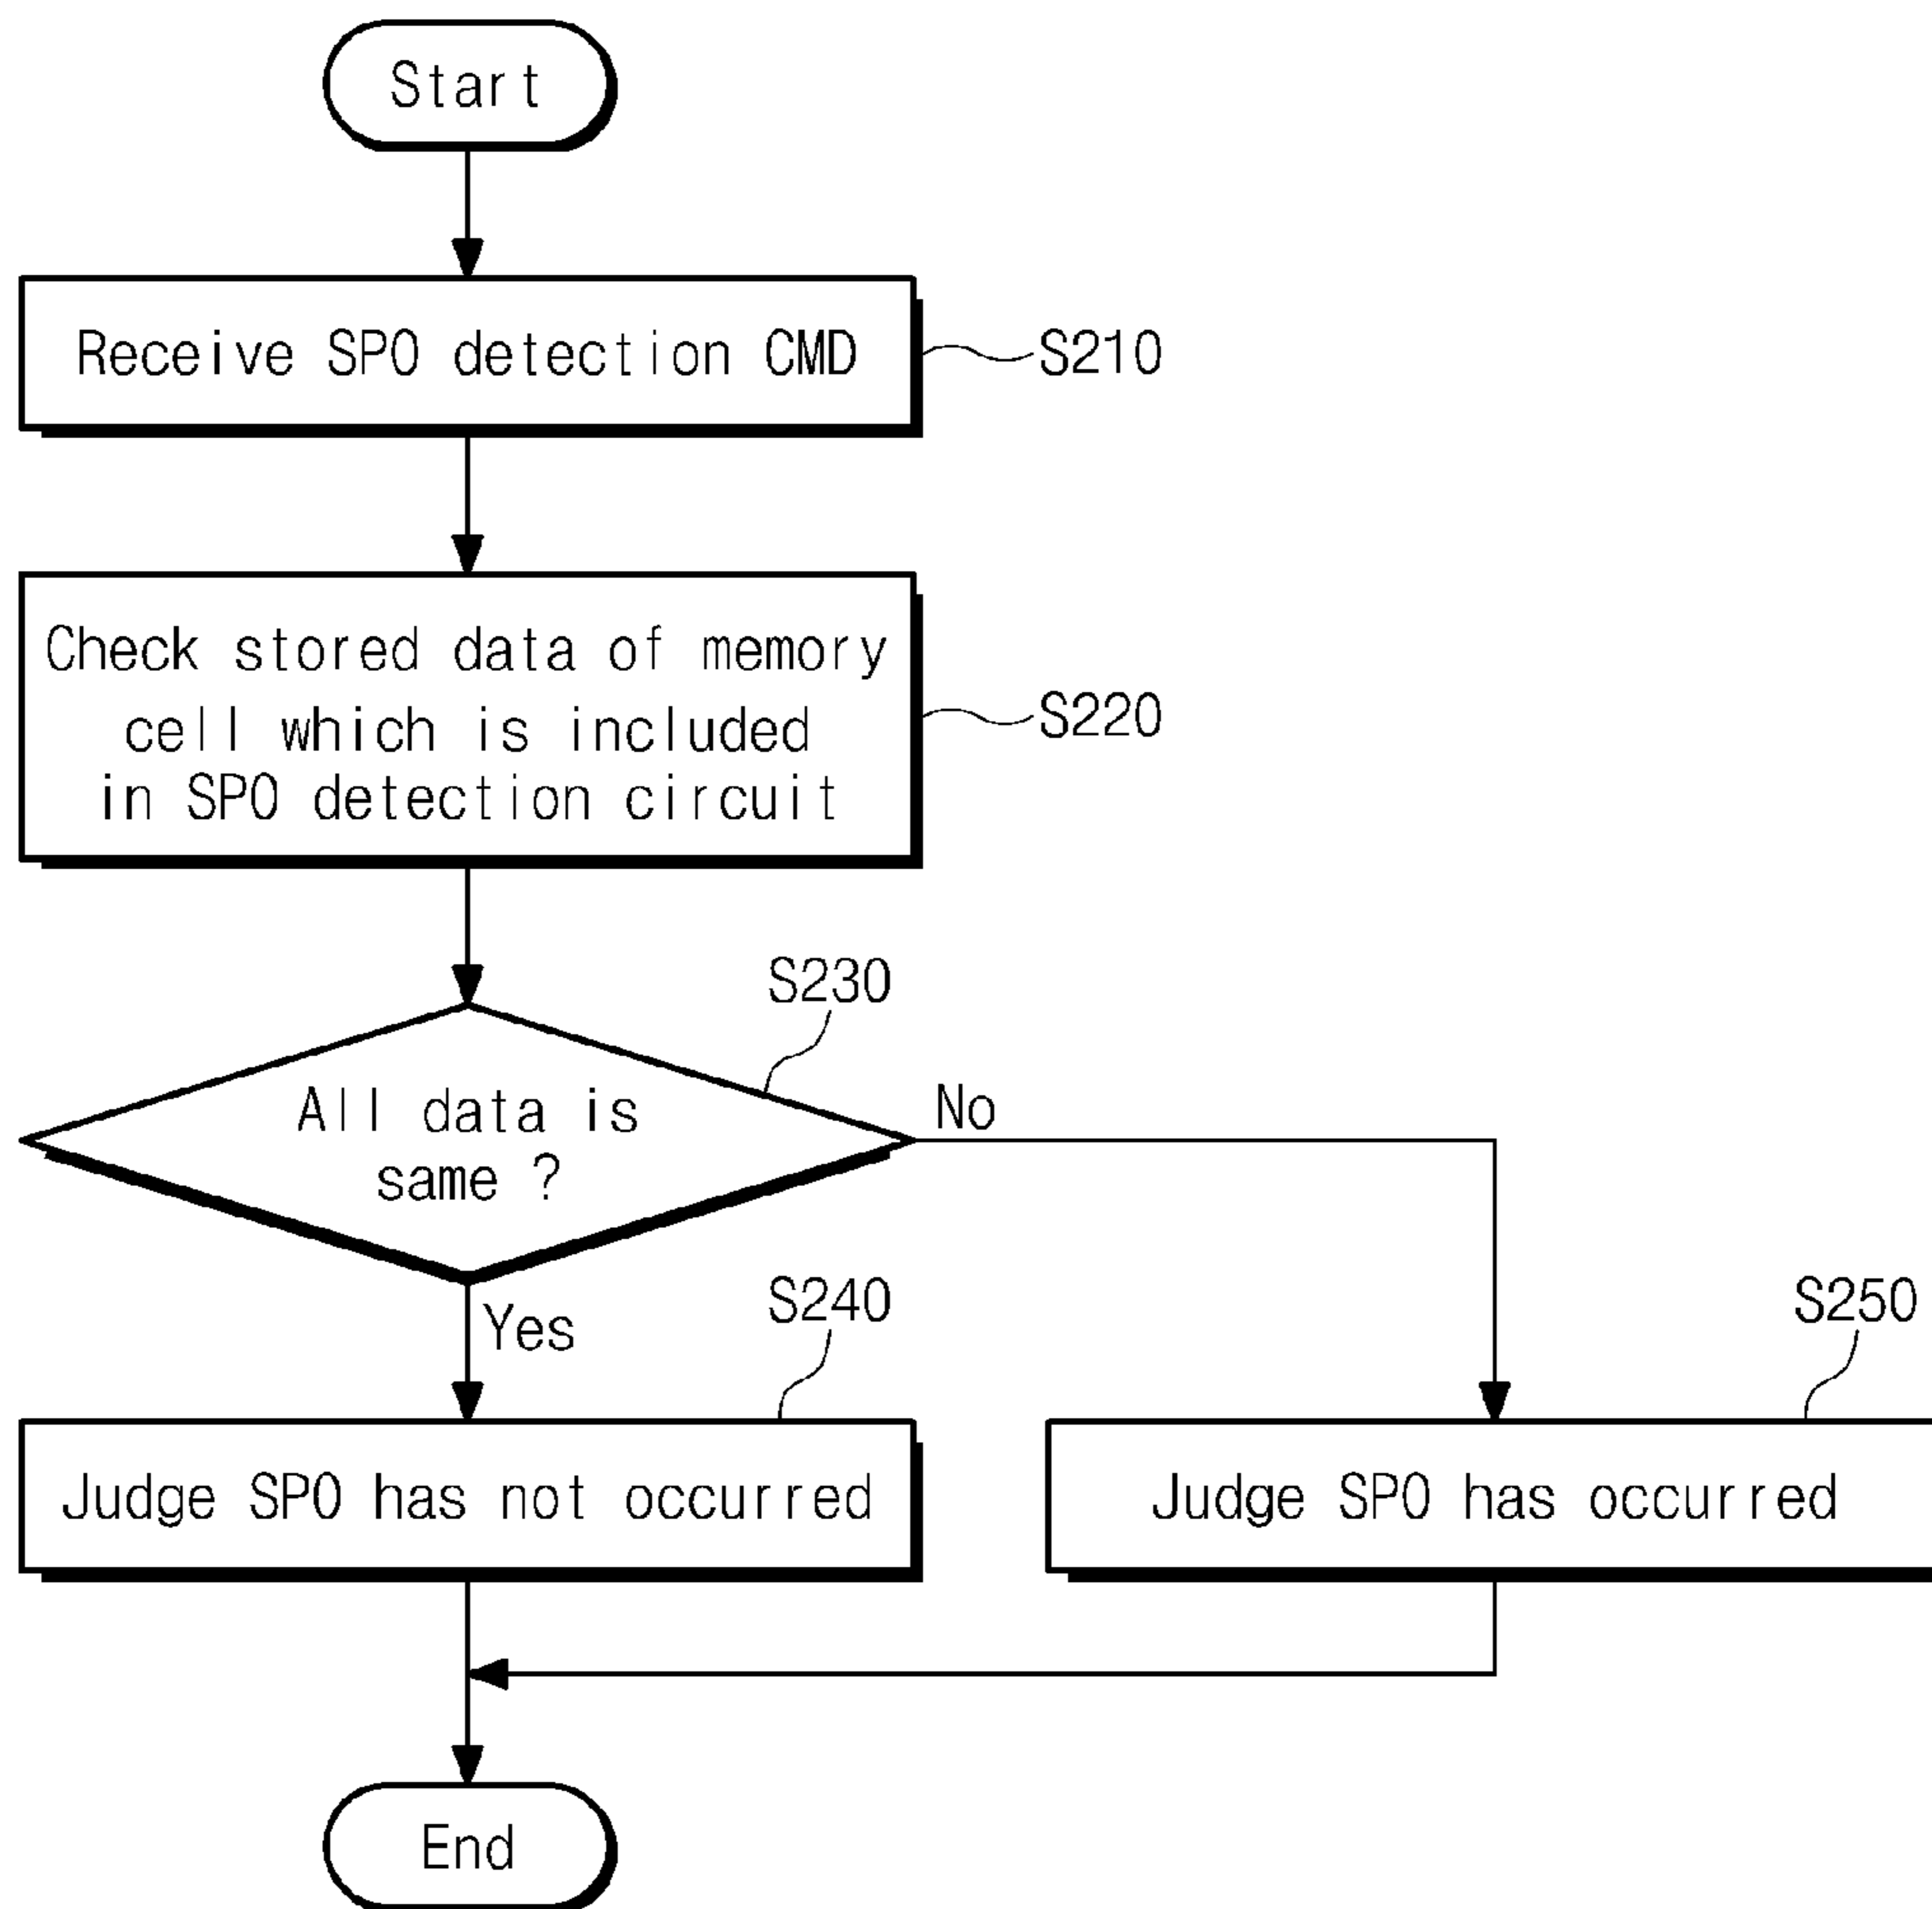 Start
Receive SPO detection CMD
S210
Check stored data of memory
cell which is included
in SPO detection circuit
S220
S230
All data is
same ?
No
Yes
S240
S250
Judge SPO has not occurred
Judge SPO has occurred
End